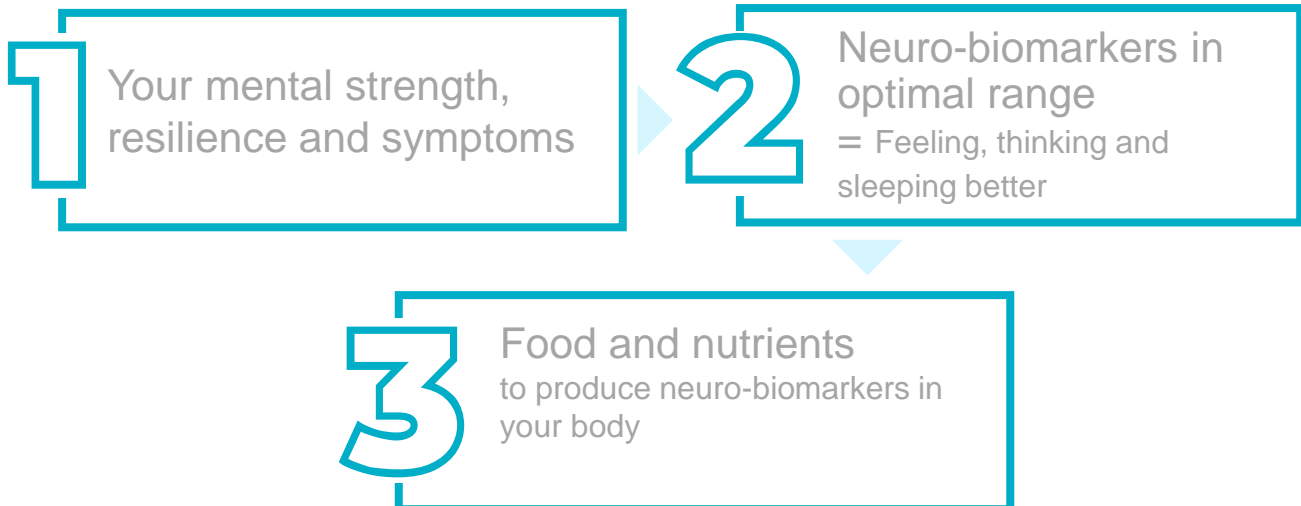 1
Your mental strength,
resilience and symptoms
2
Neuro-biomarkers in
optimal range
= Feeling, thinking and
sleeping better
3
Food and nutrients
to produce neuro-biomarkers in
your body